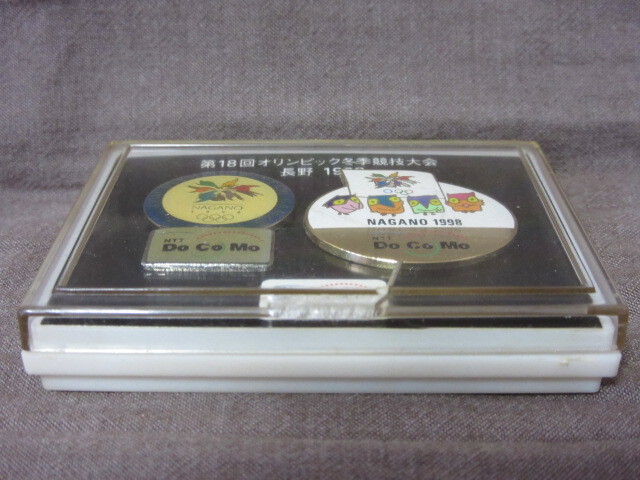 第18回オリンピック冬季競技大会
長野 1998
NAGANO
NTT
Do Co Mo
NAGANO 1998
NTT
Do Co Mo